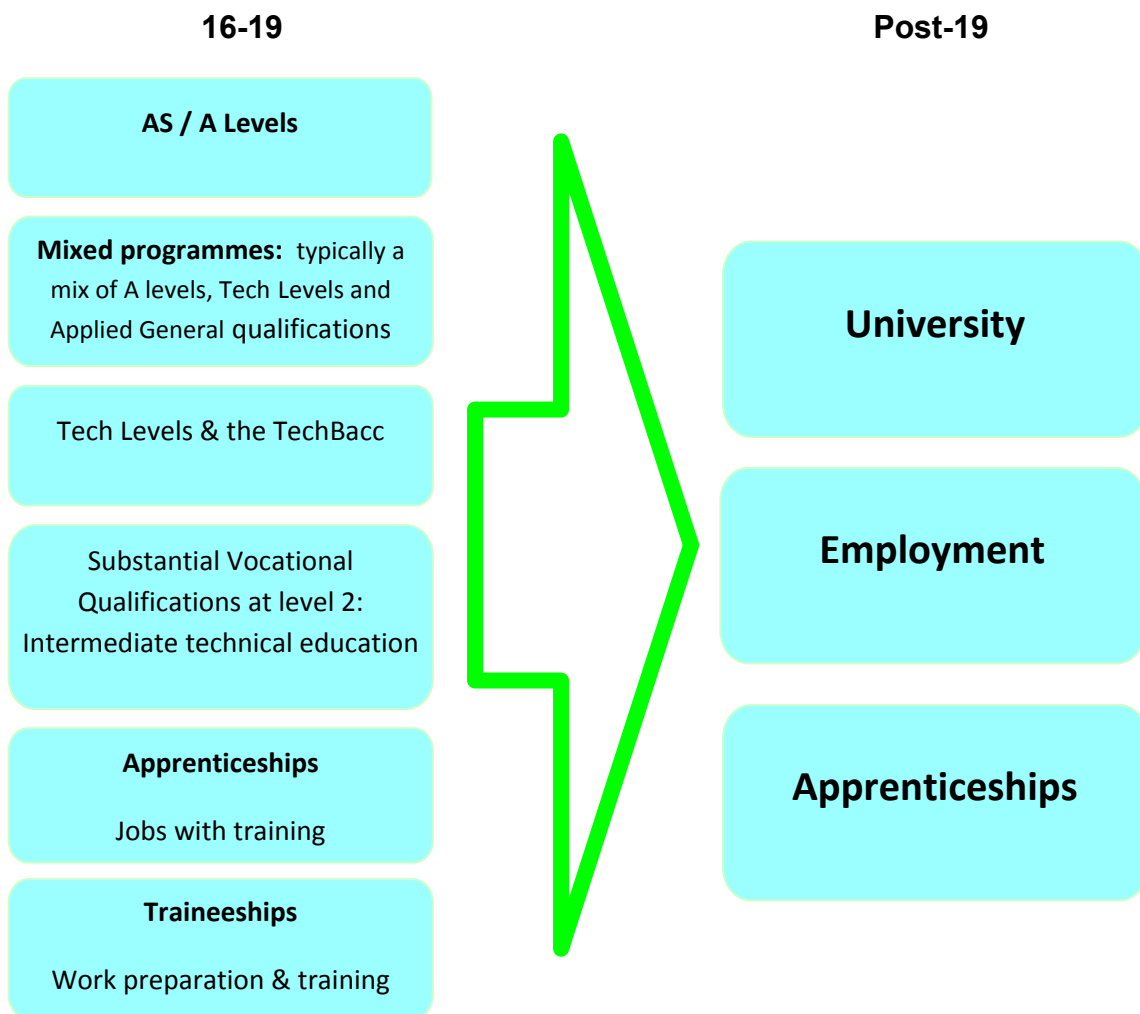 16-19
AS / A Levels
Mixed programmes: typically a
mix of A levels, Tech Levels and
Applied General qualifications
Tech Levels & the TechBacc
Substantial Vocational
Qualifications at level 2:
Intermediate technical education
Apprenticeships
Jobs with training
Traineeships
Work preparation & training
Post-19
University
Employment
Apprenticeships